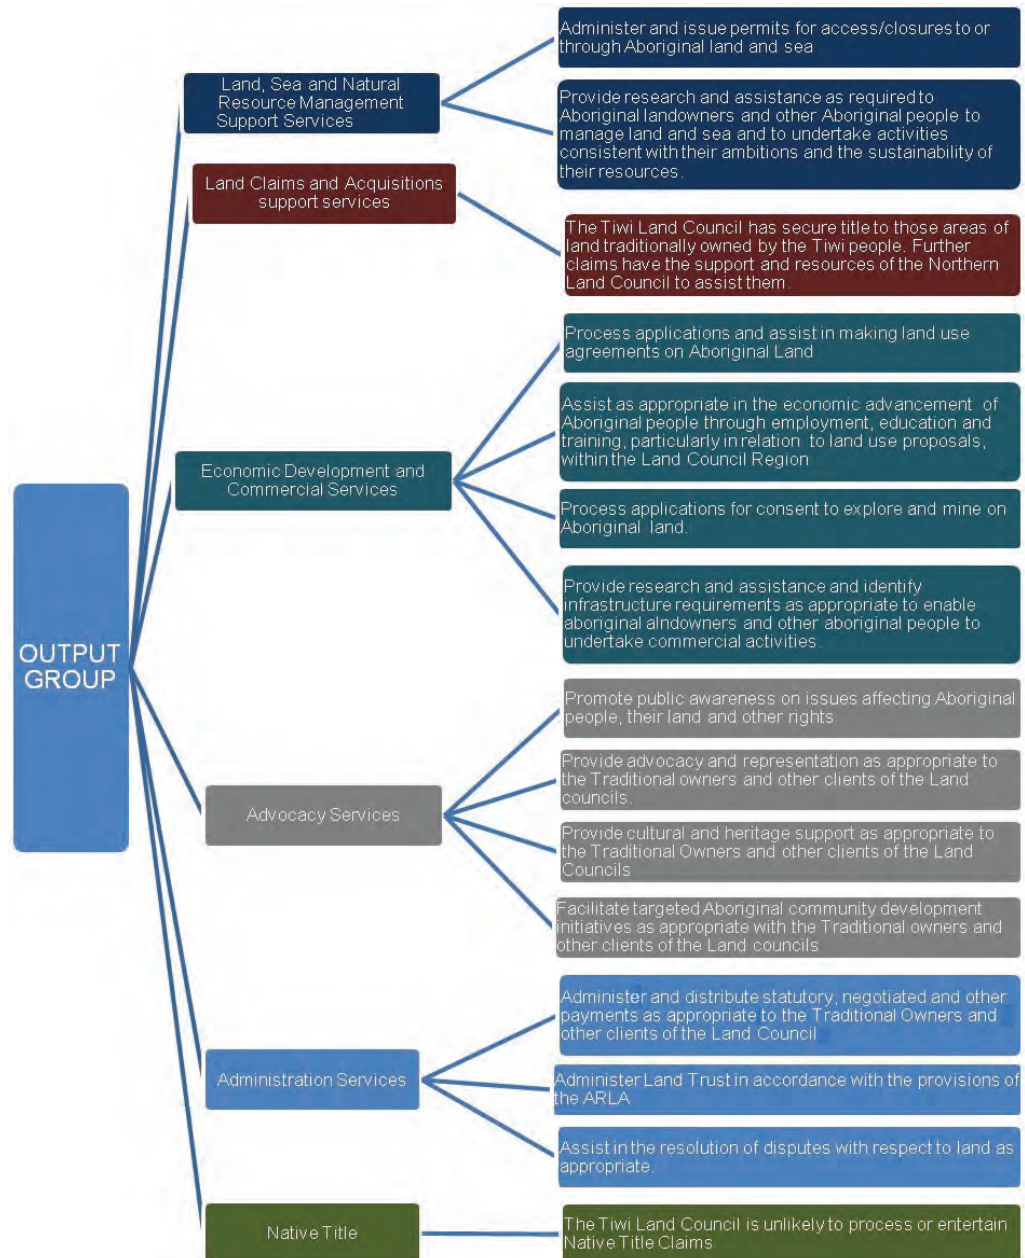 OUTPUT
GROUP
Land, Sea and Natural
Resource Management
Support Services
Administer and issue permits for access/closures to or
through Aboriginal land and sea
Provide research and assistance as required to
Aboriginal landowners and other Aboriginal people to
manage land and sea and to undertake activities
consistent with their ambitions and the sustainability of
their resources.
Land Claims and Acquisitions
support services
The Tiwi Land Council has secure title to those areas of
land traditionally owned by the Tiwi people. Further
claims have the support and resources of the Northern
Land Council to assist them.
Economic Development and
Commercial Services
Process applications and assist in making land use
agreements on Aboriginal Land
Assist as appropriate in the economic advancement of
Aboriginal people through employment, education and
training, particularly in relation to land use proposals,
within the Land Council Region
Process applications for consent to explore and mine on
Aboriginal land.
Provide research and assistance and identify
infrastructure requirements as appropriate to enable
aboriginal alndowners and other aboriginal people to
undertake commercial activities.
Advocacy Services
Promote public awareness on issues affecting Aboriginal
people, their land and other rights
Provide advocacy and representation as appropriate to
the Traditional owners and other clients of the Land
councils.
Provide cultural and heritage support as appropriate to
the Traditional Owners and other clients of the Land
Councils
Facilitate targeted Aboriginal community development
initiatives as appropriate with the Traditional owners and
other clients of the Land councils
Administration Services
Administer and distribute statutory, negotiated and other
payments as appropriate to the Traditional Owners and
other clients of the Land Council
Administer Land Trust in accordance with the provisions of
the ARLA
Assist in the resolution of disputes with respect to land as
appropriate.
Native Title
The Tiwi Land Council is unlikely to process or entertain
Native Title Claims